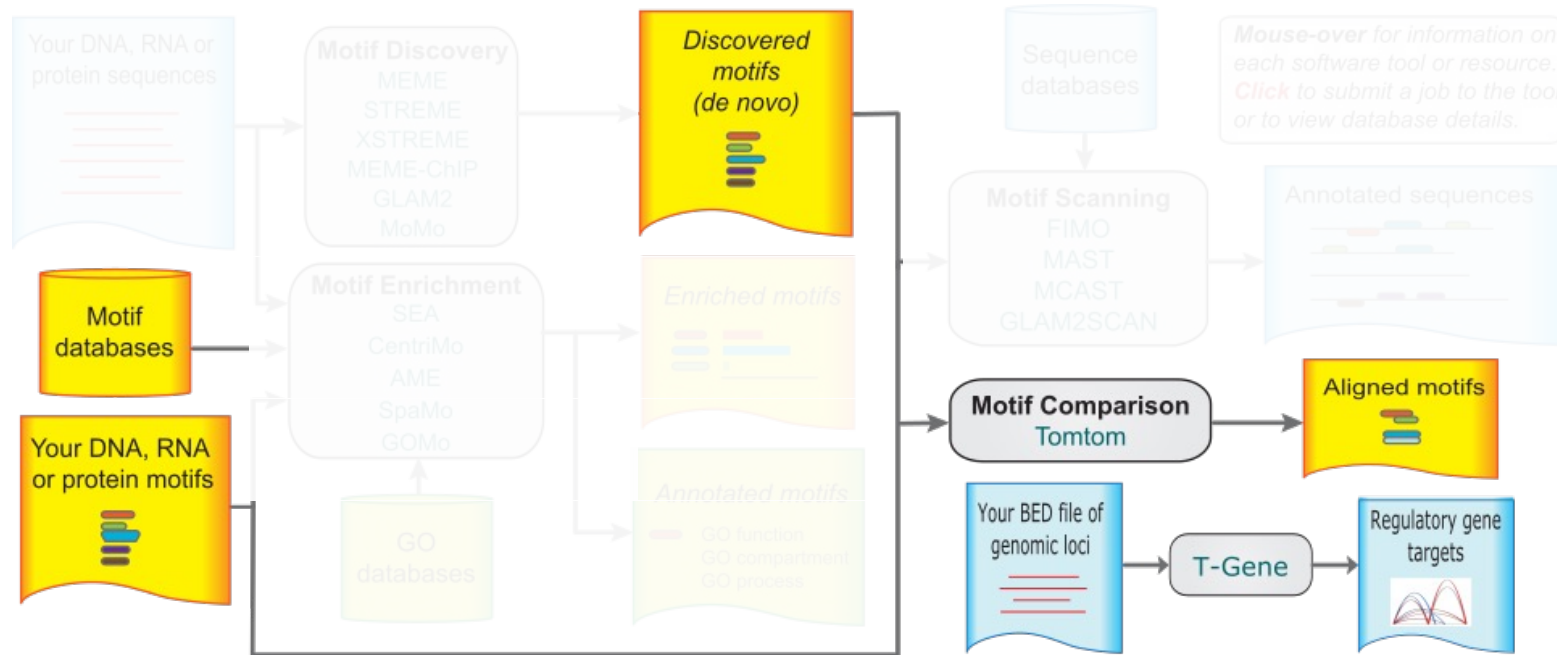 Your DNA, RNA or
protein sequences
Motif Discovery
MEME
STREME
XSTREME
MEME-ChIP
GLAM2
MoMo
Discovered
motifs
(de novo)
Sequence
databases
Mouse-over for information on
each software tool or resource.
Click to submit a job to the tool
or to view database details.
Motif Scanning
FIMO
MAST
MCAST
GLAM2SCAN
Annotated sequences
Motif
databases
Motif Enrichment
SEA
CentriMo
AME
SpaMo
GOMo
Enriched motifs
Your DNA, RNA
or protein motifs
GO
databases
Annotated motifs
GO function
GO compartment
GO process
Motif Comparison
Tomtom
Aligned motifs
Your BED file of
genomic loci
T-Gene
Regulatory gene
targets